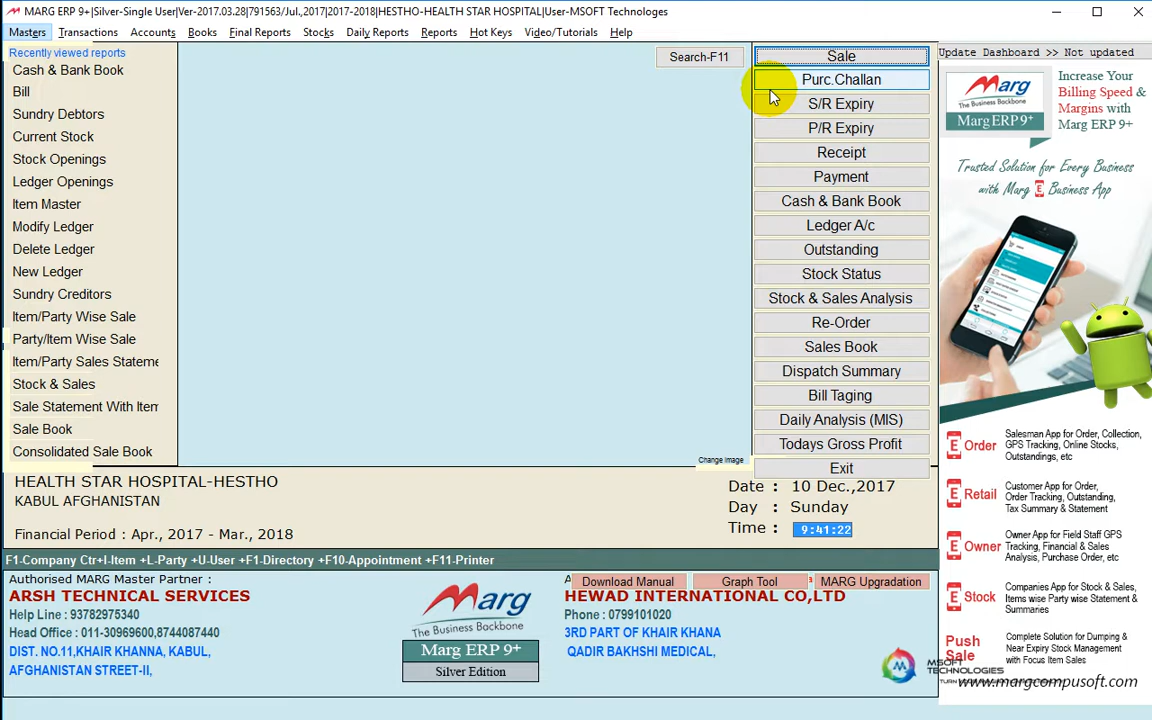 MARG ERP 9+|Silver-Single User|Ver-2017.03.28|791563/Jul.,2017|2017-2018|HESTHO-HEALTH STAR HOSPITAL|User-MSOFT Technologes
Masters Transactions Accounts Books Final Reports Stocks Daily Reports Reports Hot Keys Video/Tutorials Help
Recently viewed reports
Cash & Bank Book
Bill
Sundry Debtors
Current Stock
Stock Openings
Ledger Openings
Item Master
Modify Ledger
Delete Ledger
New Ledger
Sundry Creditors
Item/Party Wise Sale
Party/Item Wise Sale
Item/Party Sales Stateme
Stock & Sales
Sale Statement With Item
Sale Book
Consolidated Sale Book
Search-F11
Change Image
Sale
Purc.Challan
S/R Expiry
P/R Expiry
Receipt
Payment
Cash & Bank Book
Ledger A/c
Outstanding
Stock Status
Stock & Sales Analysis
Re-Order
Sales Book
Dispatch Summary
Bill Taging
Daily Analysis (MIS)
Todays Gross Profit
Exit
Update Dashboard >> Not updated
Marg
The Business Backbone
Marg ERP 9+
Increase Your
Billing Speed &
Margins with
Marg ERP 9+
Trusted Solution for Every Business
with Marg E Business App
E Order
Salesman App for Order, Collection,
GPS Tracking, Online Stocks,
Outstandings, etc
E Retail
Customer App for Order,
Order Tracking, Outstanding,
Tax Summary & Statement
E Owner
Owner App for Field Staff GPS
Tracking, Financial & Sales
Analysis, Purchase Order, etc
E Stock
Companies App for Stock & Sales,
Items wise Party wise Statement &
Summaries
Push
Sale
Complete Solution for Dumping &
Near Expiry Stock Management
with Focus Item Sales
www.margcompusoft.com
HEALTH STAR HOSPITAL-HESTHO
KABUL AFGHANISTAN
Financial Period : Apr., 2017 - Mar., 2018
Date : 10 Dec.,2017
Day : Sunday
Time : 9:41:22
F1-Company Ctr+I-Item +L-Party +U-User +F1-Directory +F10-Appointment +F11-Printer
Authorised MARG Master Partner :
ARSH TECHNICAL SERVICES
Help Line : 93782975340
Head Office : 011-30969600,8744087440
DIST. NO.11,KHAIR KHANNA, KABUL,
AFGHANISTAN STREET-II,
Marg
The Business Backbone
Marg ERP 9+
Silver Edition
Download Manual
Graph Tool
MARG Upgradation
HEWAD INTERNATIONAL CO,LTD
Phone : 0799101020
3RD PART OF KHAIR KHANA
QADIR BAKHSHI MEDICAL,
MSOFT
TECHNOLOGIES